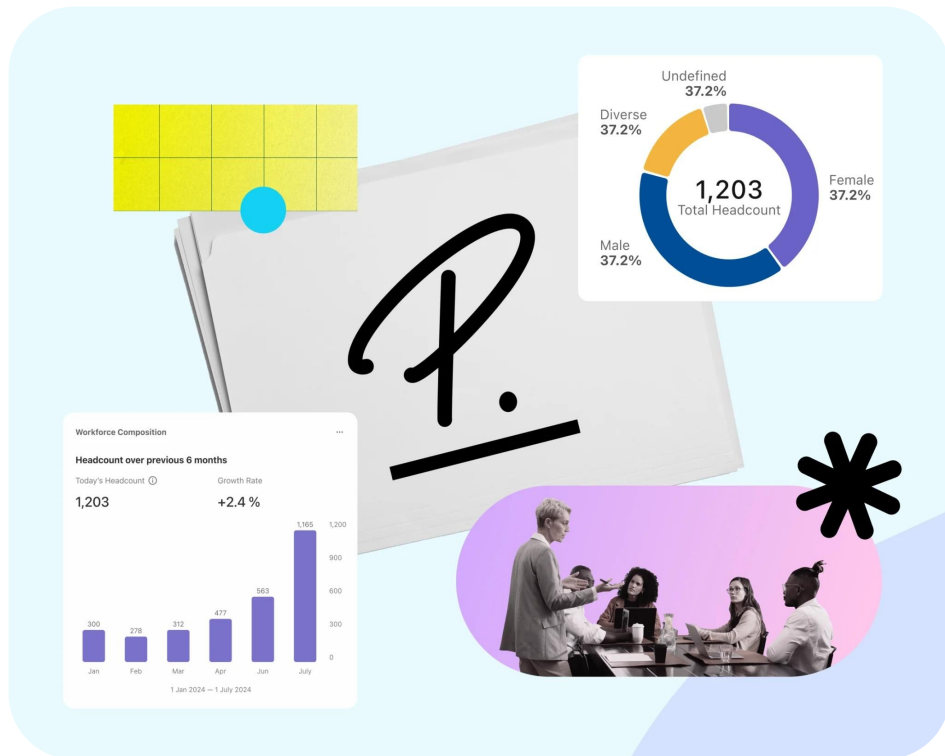 Undefined
37.2%
Diverse
37.2%
Female
37.2%
1,203
Total Headcount
Male
37.2%
P.
Workforce Composition
Headcount over previous 6 months
Today's Headcount Growth Rate
1,203 +2.4 %
1,165 1,200
900
563 600
477
300 278 312 300
0
Jan Feb Mar Apr Jun July
1 Jan 2024 — 1 July 2024